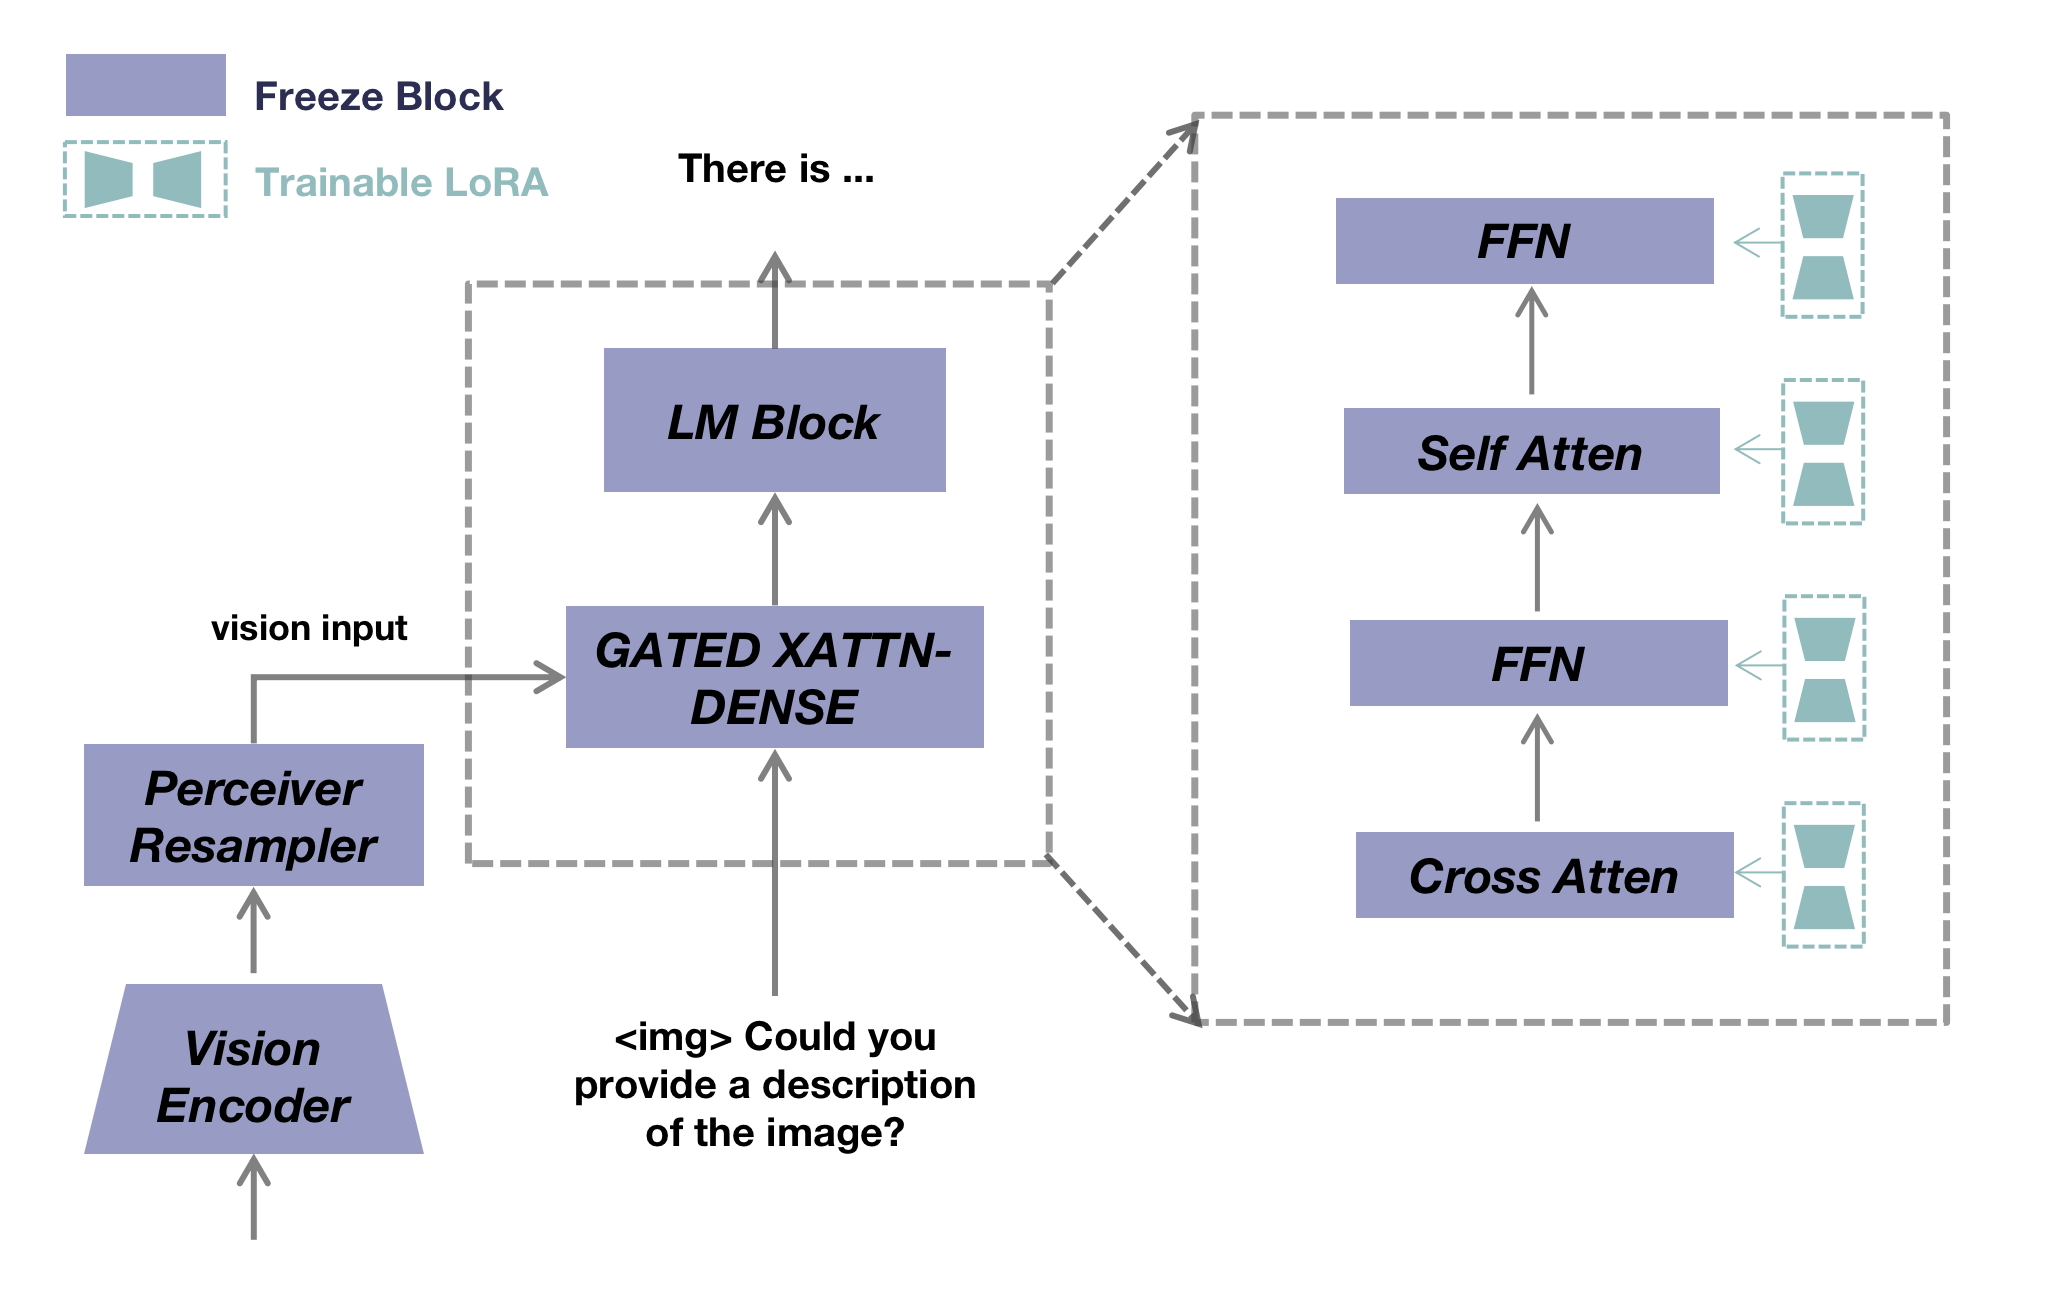 Freeze Block
Trainable LoRA
There is ...
LM Block
GATED XATTN-
DENSE
vision input
Perceiver
Resampler
Vision
Encoder
<img> Could you
provide a description
of the image?
FFN
Self Atten
FFN
Cross Atten